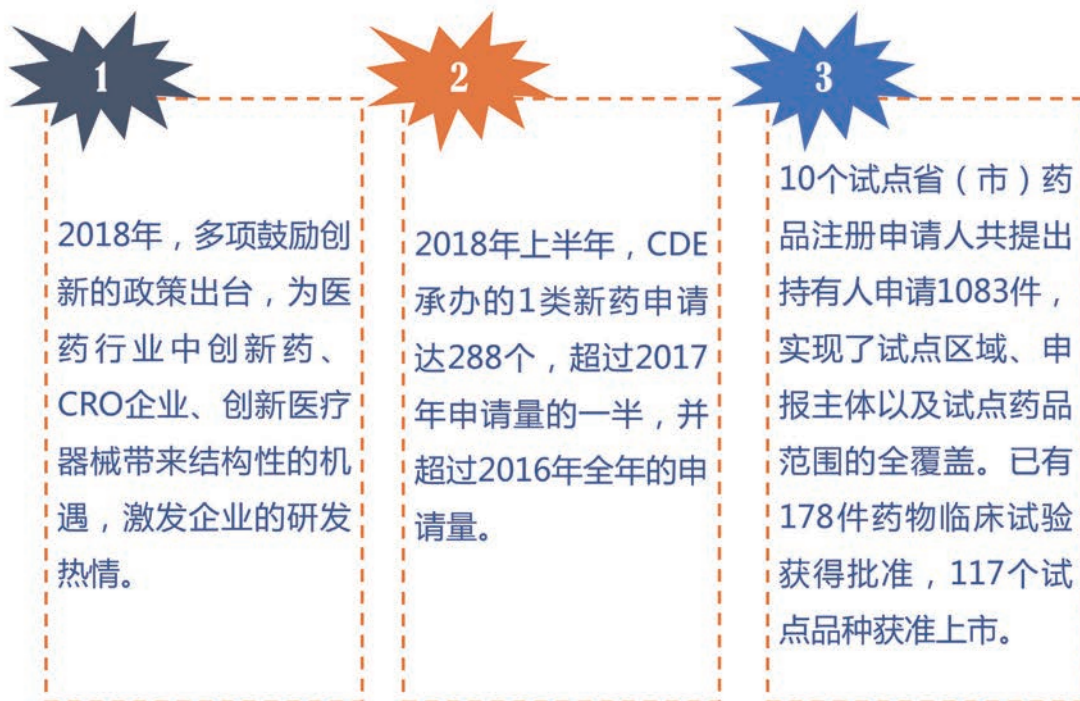 1
2018年，多项鼓励创
新的政策出台，为医
药行业中创新药、
CRO企业、创新医疗
器械带来结构性的机
遇，激发企业的研发
热情。
2
2018年上半年，CDE
承办的1类新药申请
达288个，超过2017
年申请量的一半，并
超过2016年全年的申
请量。
3
10个试点省（市）药
品注册申请人共提出
持有人申请1083件，
实现了试点区域、申
报主体以及试点药品
范围的全覆盖。已有
178件药物临床试验
获得批准，117个试
点品种获准上市。